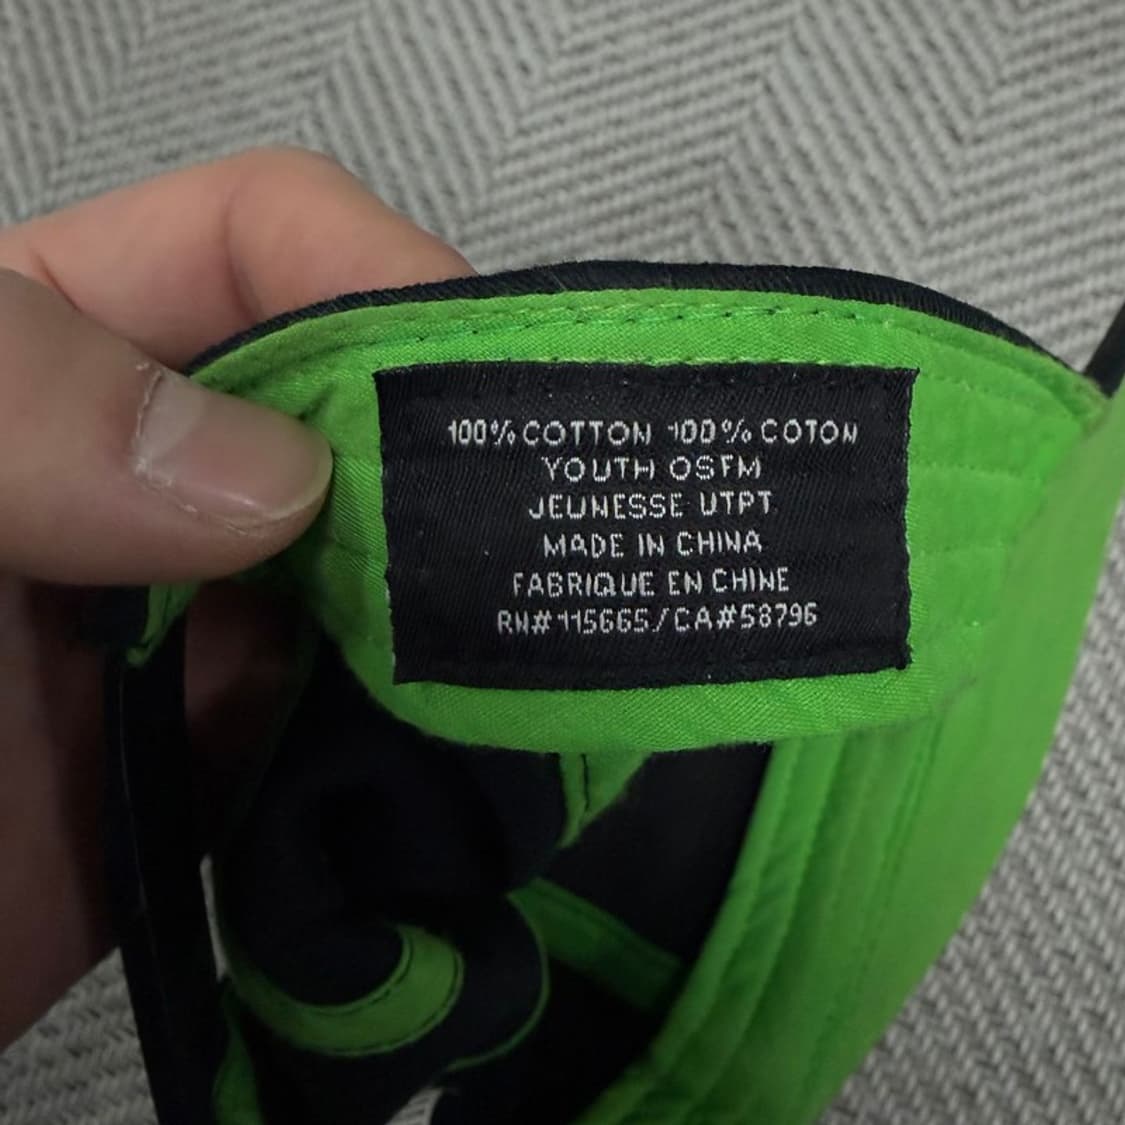 100% COTTON 100% COTON
YOUTH OSFM
JEUNESSE UTPT
MADE IN CHINA
FABRIQUE EN CHINE
RN#115665/CA#58796